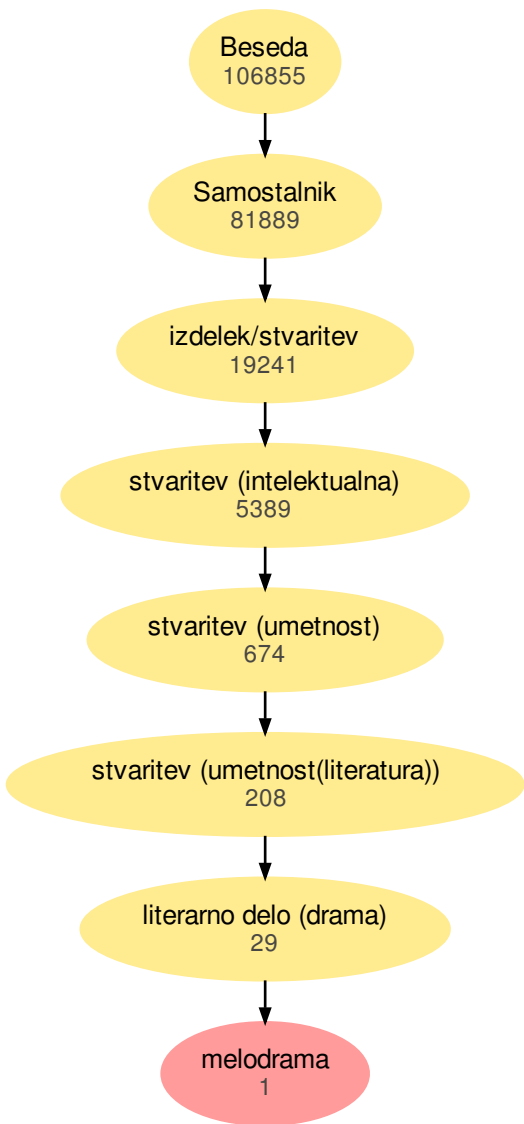 Beseda
106855
Samostalnik
81889
izdelek/stvaritev
19241
stvaritev (intelektualna)
5389
stvaritev (umetnost)
674
stvaritev (umetnost(literatura))
208
literarno delo (drama)
29
melodrama
1